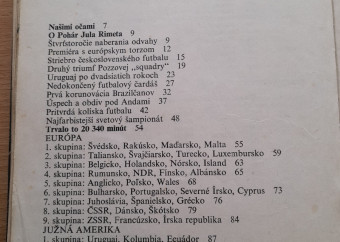 Našimi očami 7
O Pohár Jula Rimeta 9
Štvrťstoročie naberania odvahy 9
Premiéra s európskym torzom 12
Striebro československého futbalu 15
Druhý triumf Pozzovej „squadry" 19
Uruguaj po dvadsiatich rokoch 23
Nedokončený futbalový čardáš 27
Prvá korunovácia Brazílčanov 32
Úspech a obdiv pod Andami 37
Pritvrdá kolíska futbalu 42
Najfarbistejší svetový šampionát 48
Trvalo to 20 340 minút 54
EURÓPA
1. skupina: Švédsko, Rakúsko, Maďarsko, Malta 55
2. skupina: Taliansko, Švajčiarsko, Turecko, Luxembursko 59
3. skupina: Belgicko, Holandsko, Nórsko, Island 63
4. skupina: Rumunsko, NDR, Fínsko, Albánsko 65
5. skupina: Anglicko, Poľsko, Wales 68
6. skupina: Bulharsko, Portugalsko, Severné Írsko, Cyprus 73
7. skupina: Juhoslávia, Španielsko, Grécko 76
8. skupina: ČSSR, Dánsko, Škótsko 79
9. skupina: ZSSR, Francúzsko, Írska republika 84
JUŽNÁ AMERIKA
1. skupina: Uruguaj, Kolumbia, Ekuádor 87